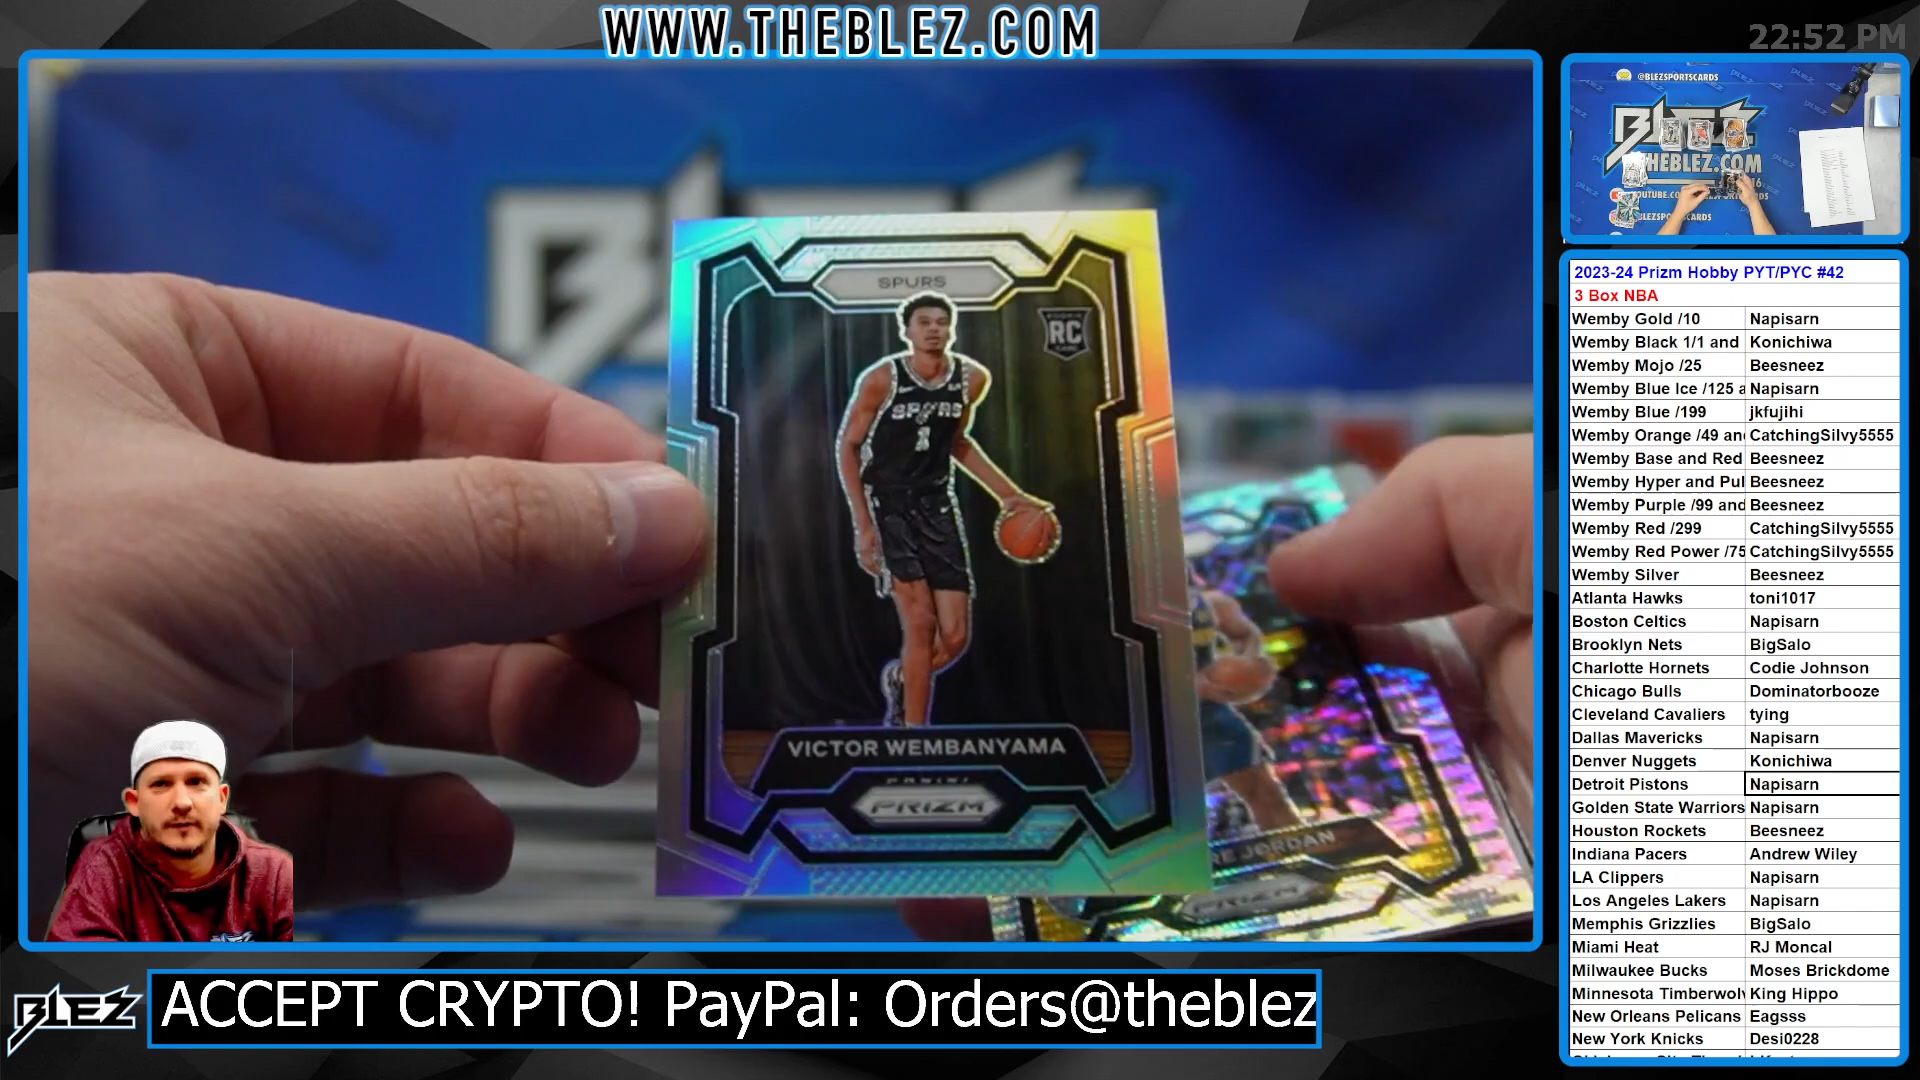 WWW.THEBLEZ.COM
22:52 PM
SPURS
RC
SPURS
1
VICTOR WEMBANYAMA
PANINI
PRIZM
RE JORDAN
PRIZM
@BLEZSPORTSCARDS
BLEZ
THEBLEZ.COM
2023-24 Prizm Hobby PYT/PYC #42
3 Box NBA
Wemby Gold /10 Napisarn
Wemby Black 1/1 and Konichiwa
Wemby Mojo /25 Beesneez
Wemby Blue Ice /125 a Napisarn
Wemby Blue /199 jkfujihi
Wemby Orange /49 an CatchingSilvy5555
Wemby Base and Red Beesneez
Wemby Hyper and Pul Beesneez
Wemby Purple /99 and Beesneez
Wemby Red /299 CatchingSilvy5555
Wemby Red Power /75 CatchingSilvy5555
Wemby Silver Beesneez
Atlanta Hawks toni1017
Boston Celtics Napisarn
Brooklyn Nets BigSalo
Charlotte Hornets Codie Johnson
Chicago Bulls Dominatorbooze
Cleveland Cavaliers tying
Dallas Mavericks Napisarn
Denver Nuggets Konichiwa
Detroit Pistons Napisarn
Golden State Warriors Napisarn
Houston Rockets Beesneez
Indiana Pacers Andrew Wiley
LA Clippers Napisarn
Los Angeles Lakers Napisarn
Memphis Grizzlies BigSalo
Miami Heat RJ Moncal
Milwaukee Bucks Moses Brickdome
Minnesota Timberwolv King Hippo
New Orleans Pelicans Eagsss
New York Knicks Desi0228
BLEZ
ACCEPT CRYPTO! PayPal: Orders@theblez